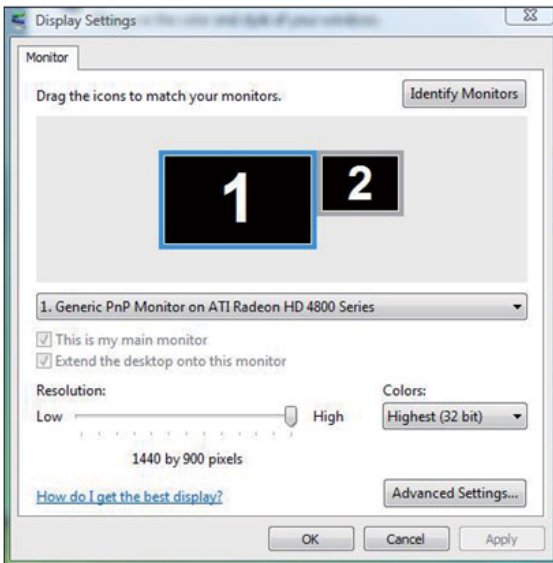 Display Settings
Monitor
Drag the icons to match your monitors.
Identify Monitors
1
2
1. Generic PnP Monitor on ATI Radeon HD 4800 Series
This is my main monitor
Extend the desktop onto this monitor
Resolution:
Colors:
Low
High
Highest (32 bit)
1440 by 900 pixels
How do I get the best display?
Advanced Settings...
OK
Cancel
Apply